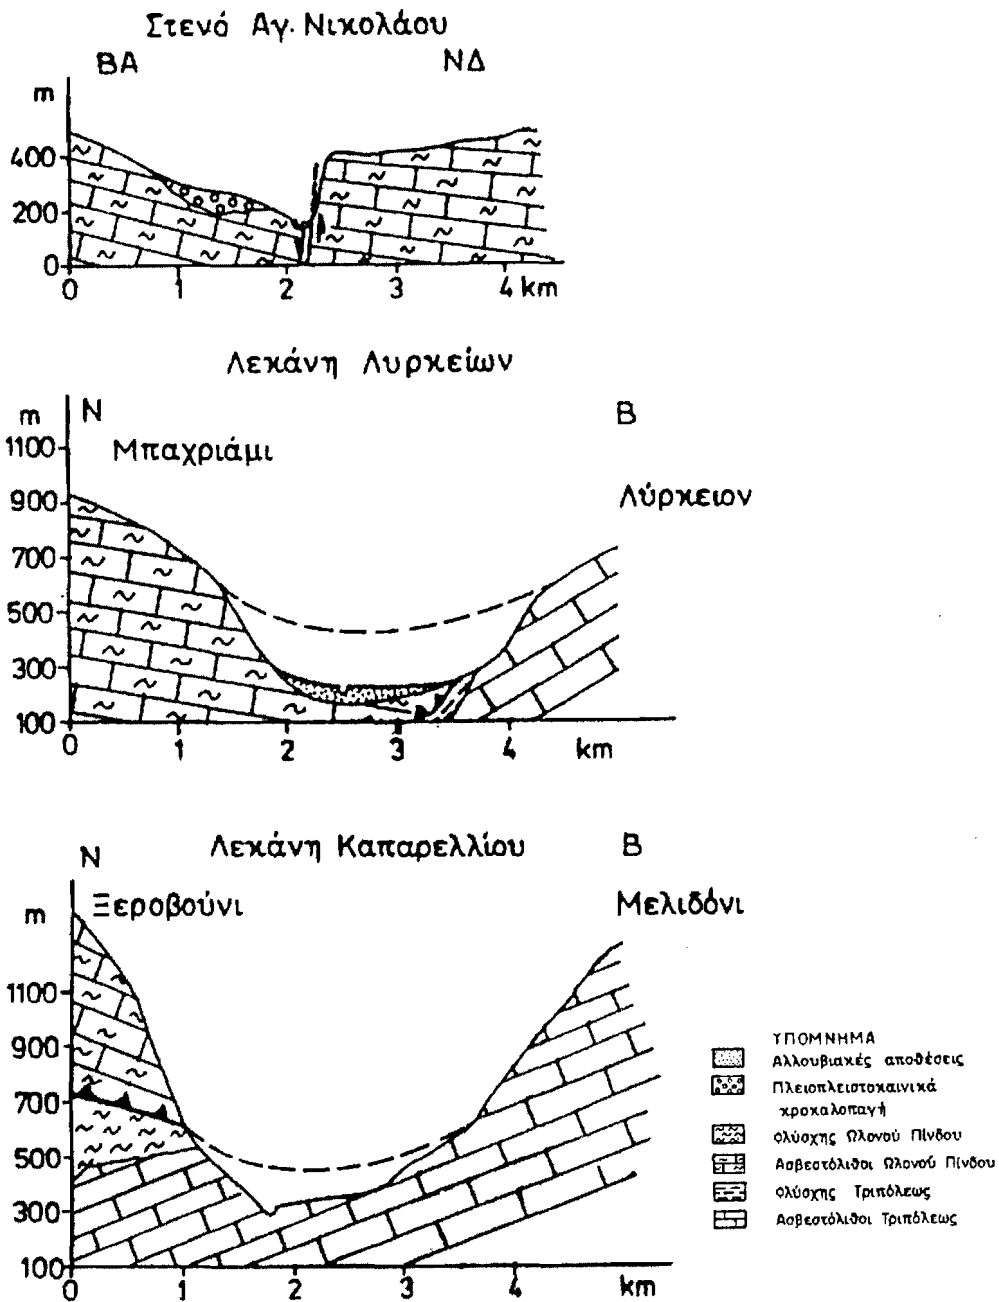 Στενό Αγ. Νικολάου
ΒΑ ΝΔ
m
400
200
0
0 1 2 3 4 km
Λεκάνη Λυρκείων
m Ν Β
1100 Μπαχριάμι
900 Λύρκειον
700
500
300
100
0 1 2 3 4 km
Λεκάνη Καπαρελλίου
Ν Β
m Ξεροβούνι Μελιδόνι
1100
900
700
500
300
100
0 1 2 3 4 km
ΥΠΟΜΝΗΜΑ
Αλλουβιακές αποθέσεις
Πλειοπλειστοκαινικά
κροκαλοπαγή
φλύσχης Ωλονού Πίνδου
Ασβεστόλιθοι Ωλονού Πίνδου
φλύσχης Τριπόλεως
Ασβεστόλιθοι Τριπόλεως